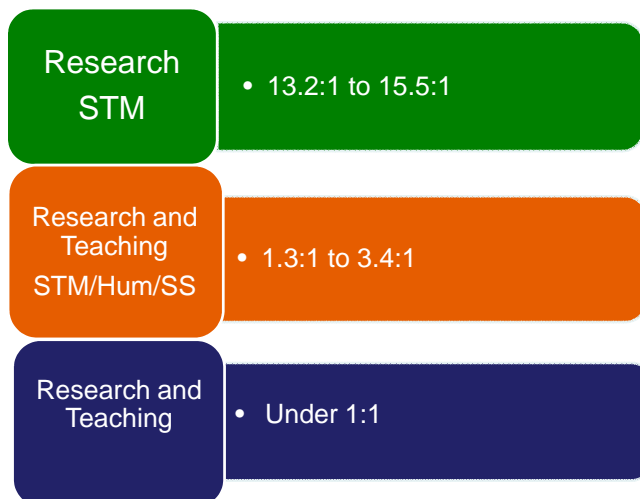 Research
STM
• 13.2:1 to 15.5:1
Research and
Teaching
STM/Hum/SS
• 1.3:1 to 3.4:1
Research and
Teaching
• Under 1:1